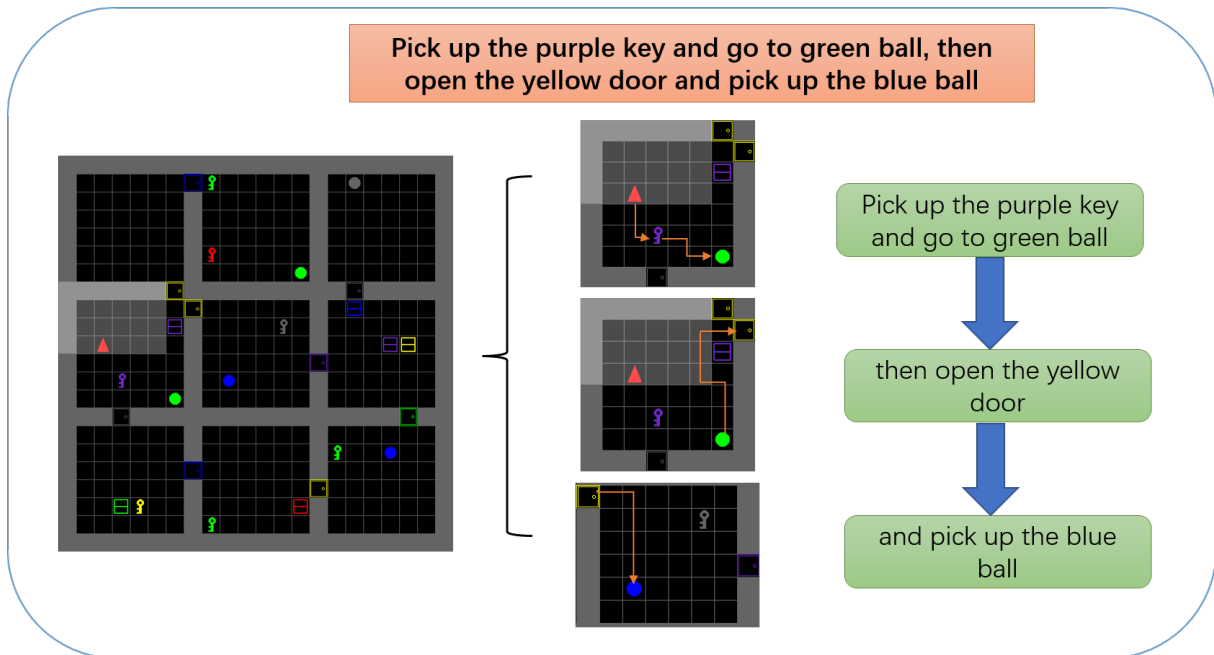 Pick up the purple key and go to green ball, then
open the yellow door and pick up the blue ball
Pick up the purple key
and go to green ball
then open the yellow
door
and pick up the blue
ball